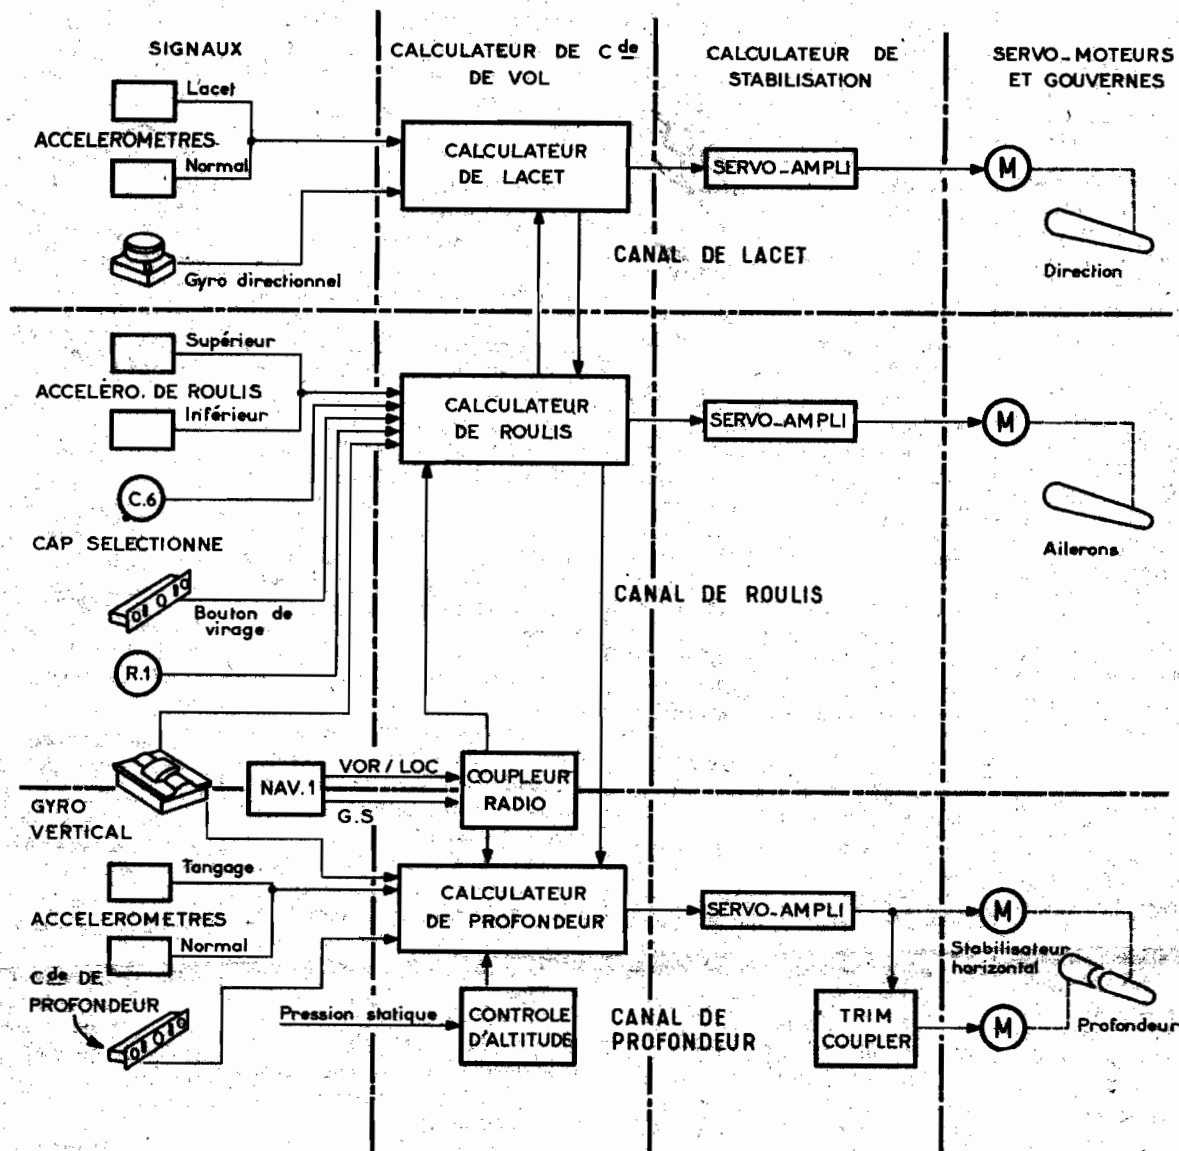 SIGNAUX
CALCULATEUR DE Cde
DE VOL
CALCULATEUR DE
STABILISATION
SERVO_MOTEURS
ET GOUVERNES
Lacet
ACCELEROMETRES
Normal
CALCULATEUR
DE LACET
SERVO_AMPLI
M
Gyro directionnel
CANAL DE LACET
Direction
Supérieur
ACCELÉRO. DE ROULIS
Inférieur
CALCULATEUR
DE ROULIS
SERVO_AMPLI
M
C.6
CAP SELECTIONNE
Ailerons
Bouton de
virage
CANAL DE ROULIS
R.1
GYRO
VERTICAL
NAV.1
VOR / LOC
G.S
COUPLEUR
RADIO
Tangage
ACCELEROMETRES
Normal
CALCULATEUR
DE PROFONDEUR
SERVO_AMPLI
M
Stabilisateur
horizontal
Cde DE
PROFONDEUR
Pression statique
CONTROLE
D'ALTITUDE
CANAL DE
PROFONDEUR
TRIM
COUPLER
M
Profondeur